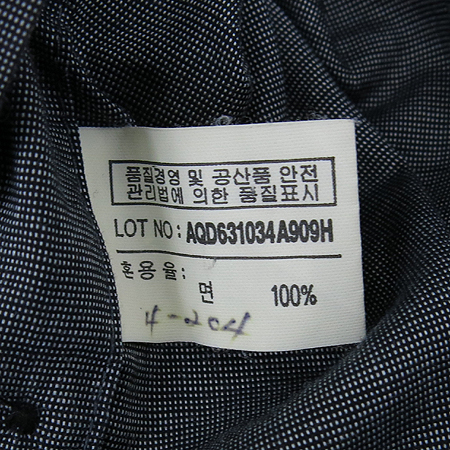 품질경영 및 공산품 안전
관리법에 의한 품질표시
LOT NO: AQD631034A909H
혼용율:
면 100%
4-204